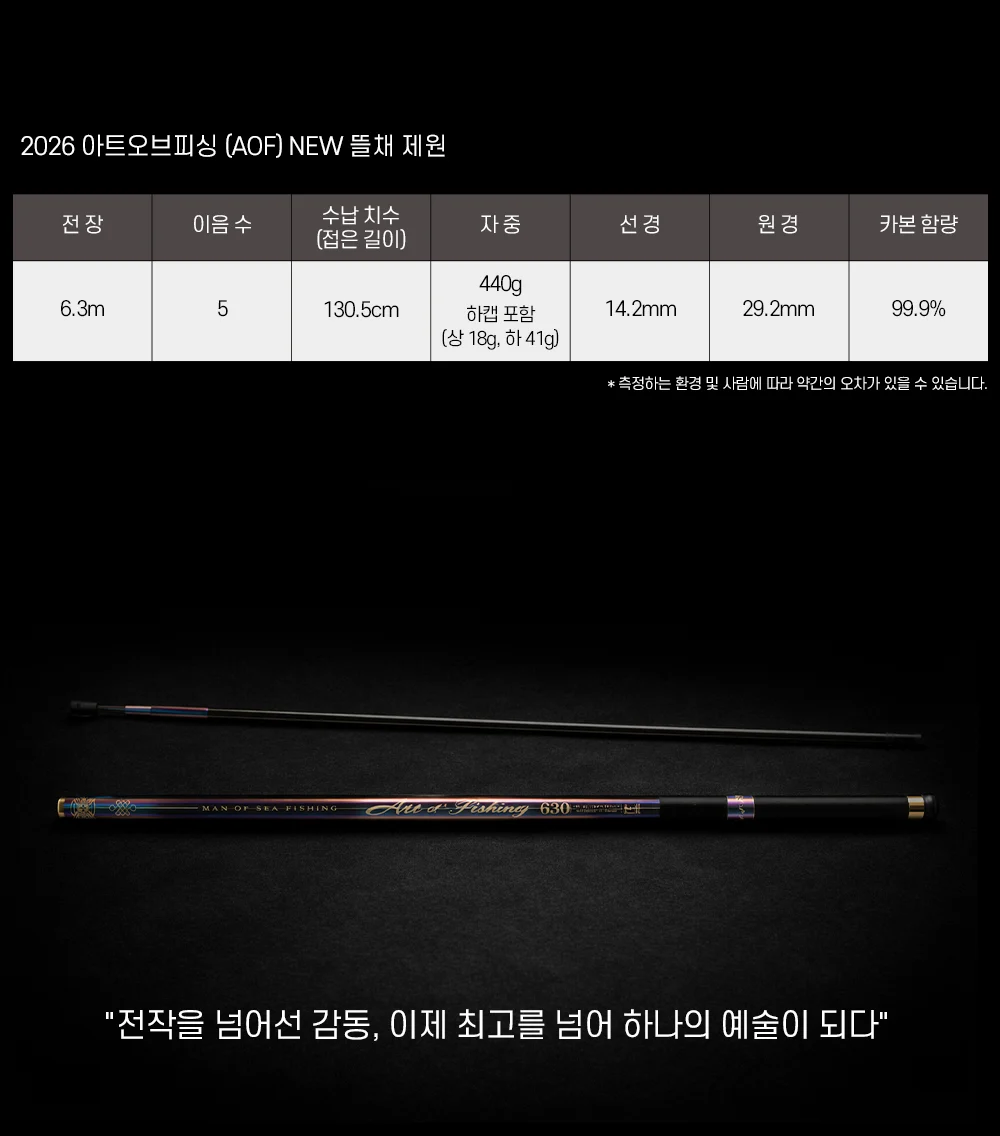 2026 아트오브피싱 (AOF) NEW 뜰채 제원
전 장
이음 수
수납 치수
(접은 길이)
자 중
선 경
원 경
카본 함량
6.3m
5
130.5cm
440g
하캡 포함
(상 18g, 하 41g)
14.2mm
29.2mm
99.9%
* 측정하는 환경 및 사람에 따라 약간의 오차가 있을 수 있습니다.
MAN OF SEA FISHING
Art of Fishing 630
"전작을 넘어선 감동, 이제 최고를 넘어 하나의 예술이 되다"